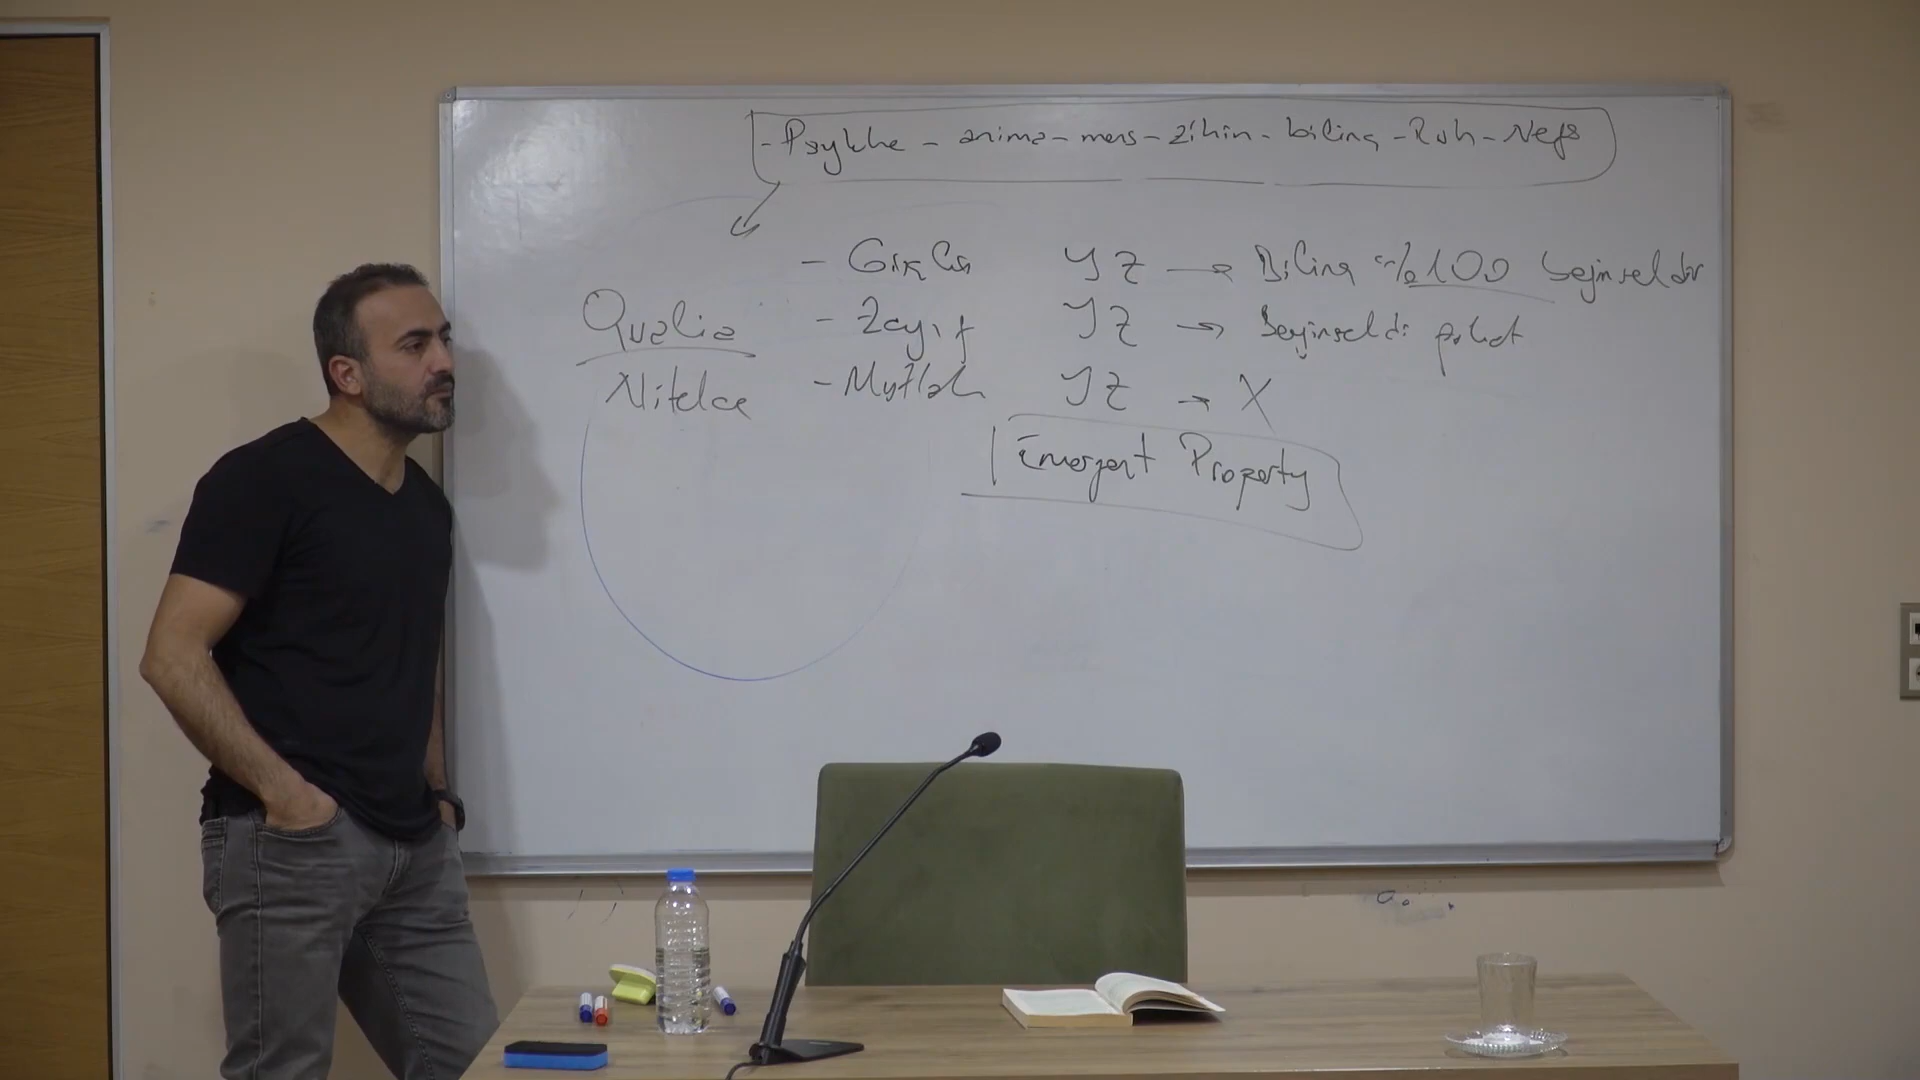 - Psykhe - anima - mens - zihin - bilinç - Ruh - Nefs
- Güçlü YZ → Bilinç %100 beyinseldir
Qualia
- Zayıf YZ → Beyinseldir fakat
Nitelce
- Mutlak YZ → X
Emergent Property